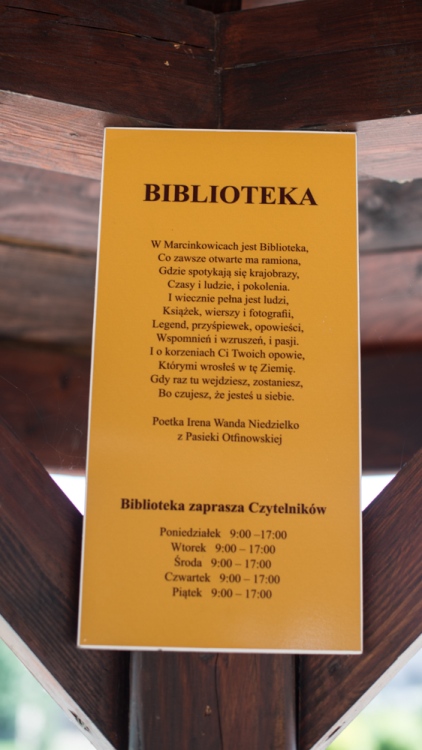 BIBLIOTEKA
W Marcinkowicach jest Biblioteka,
Co zawsze otwarte ma ramiona,
Gdzie spotykają się krajobrazy,
Czasy i ludzie, i pokolenia.
I wiecznie pełna jest ludzi,
Książek, wierszy i fotografii,
Legend, przyśpiewek, opowieści,
Wspomnień i wzruszeń, i pasji.
I o korzeniach Ci Twoich opowie,
Którymi wrosłeś w tę Ziemię.
Gdy raz tu wejdziesz, zostaniesz,
Bo czujesz, że jesteś u siebie.
Poetka Irena Wanda Niedzielko
z Pasieki Otfinowskiej
Biblioteka zaprasza Czytelników
Poniedziałek 9:00 –17:00
Wtorek 9:00 – 17:00
Środa 9:00 – 17:00
Czwartek 9:00 – 17:00
Piątek 9:00 – 17:00